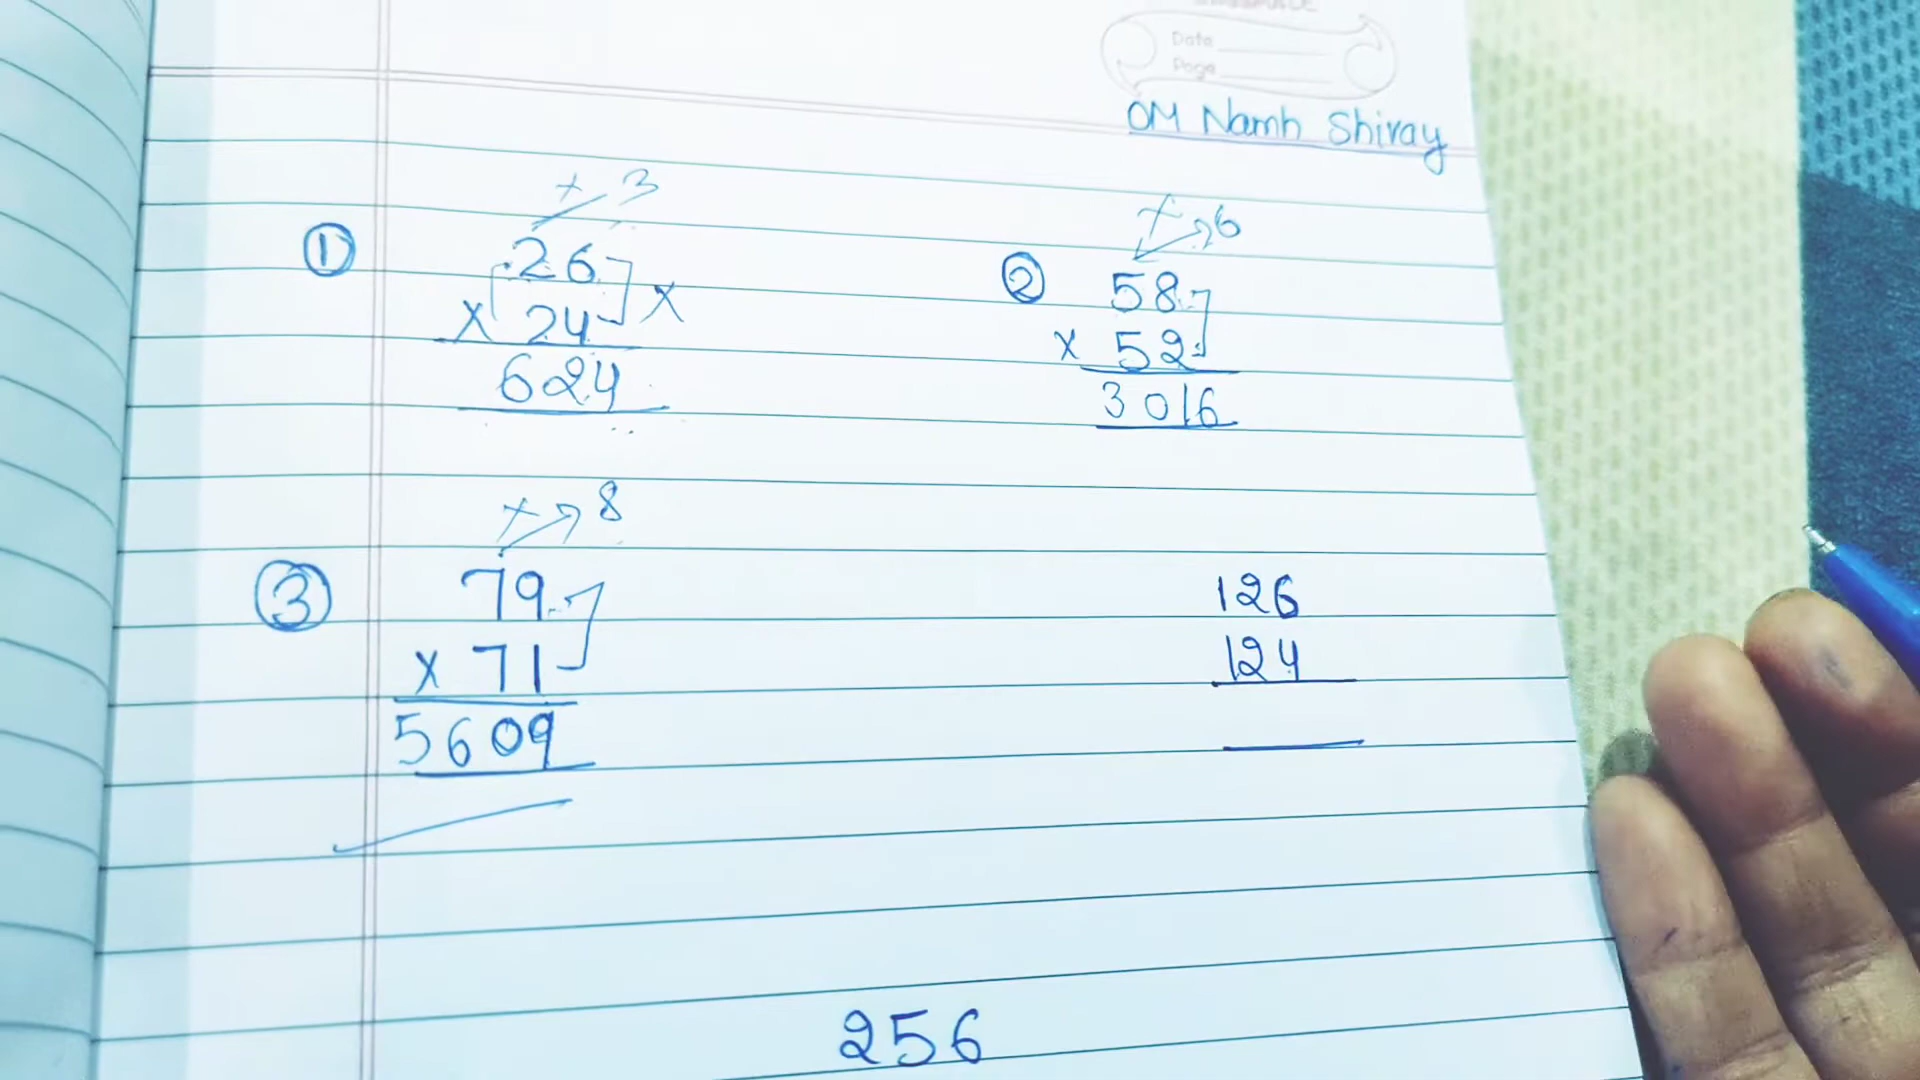 Date
Page
OM Namh Shivay
① × 3
26
× 24 ×
624
② × 6
58
× 52
3016
③ × 8
79
× 71
5609
126
124
256